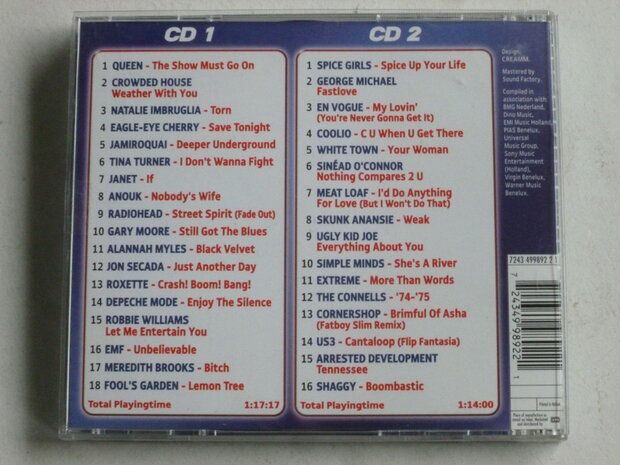 CD 1
1 QUEEN - The Show Must Go On
2 CROWDED HOUSE
Weather With You
3 NATALIE IMBRUGLIA - Torn
4 EAGLE-EYE CHERRY - Save Tonight
5 JAMIROQUAI - Deeper Underground
6 TINA TURNER - I Don't Wanna Fight
7 JANET - If
8 ANOUK - Nobody's Wife
9 RADIOHEAD - Street Spirit (Fade Out)
10 GARY MOORE - Still Got The Blues
11 ALANNAH MYLES - Black Velvet
12 JON SECADA - Just Another Day
13 ROXETTE - Crash! Boom! Bang!
14 DEPECHE MODE - Enjoy The Silence
15 ROBBIE WILLIAMS
Let Me Entertain You
16 EMF - Unbelievable
17 MEREDITH BROOKS - Bitch
18 FOOL'S GARDEN - Lemon Tree
Total Playingtime 1:17:17
CD 2
1 SPICE GIRLS - Spice Up Your Life
2 GEORGE MICHAEL
Fastlove
3 EN VOGUE - My Lovin'
(You're Never Gonna Get It)
4 COOLIO - C U When U Get There
5 WHITE TOWN - Your Woman
6 SINÉAD O'CONNOR
Nothing Compares 2 U
7 MEAT LOAF - I'd Do Anything
For Love (But I Won't Do That)
8 SKUNK ANANSIE - Weak
9 UGLY KID JOE
Everything About You
10 SIMPLE MINDS - She's A River
11 EXTREME - More Than Words
12 THE CONNELLS - '74-'75
13 CORNERSHOP - Brimful Of Asha
(Fatboy Slim Remix)
14 US3 - Cantaloop (Flip Fantasia)
15 ARRESTED DEVELOPMENT
Tennessee
16 SHAGGY - Boombastic
Total Playingtime 1:14:00
Design:
CREAMM.
Mastered by
Sound Factory.
Compiled in
association with
BMG Nederland,
Dino Music,
EMI Music Holland,
PIAS Benelux,
Universal
Music Group,
Sony Music
Entertainment
(Holland),
Virgin Benelux,
Warner Music
Benelux.
7243 499892 2 1
7 24349 98922 1
Printed in Holland